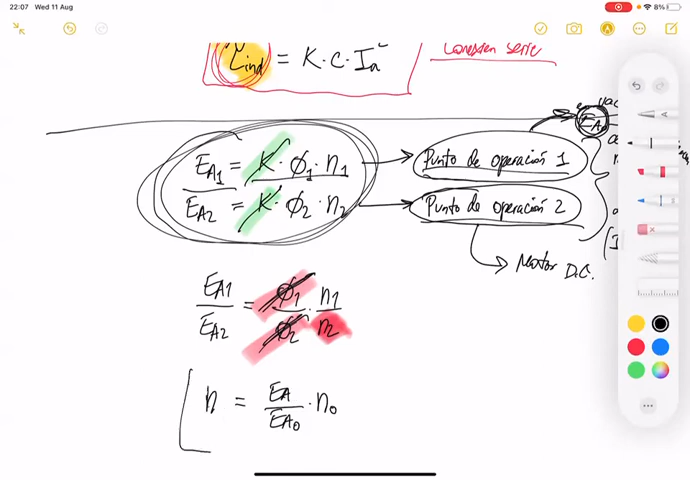 22:07 Wed 11 Aug
8%
τind = K · C · Ia²
Conexión serie
EA1 = K · ϕ1 · n1
EA2 = K · ϕ2 · n2
Punto de operación 1
Punto de operación 2
EA
Motor D.C.
EA1 / EA2 = ϕ1 / ϕ2 · n1 / n2
n = EA / EA0 · n0